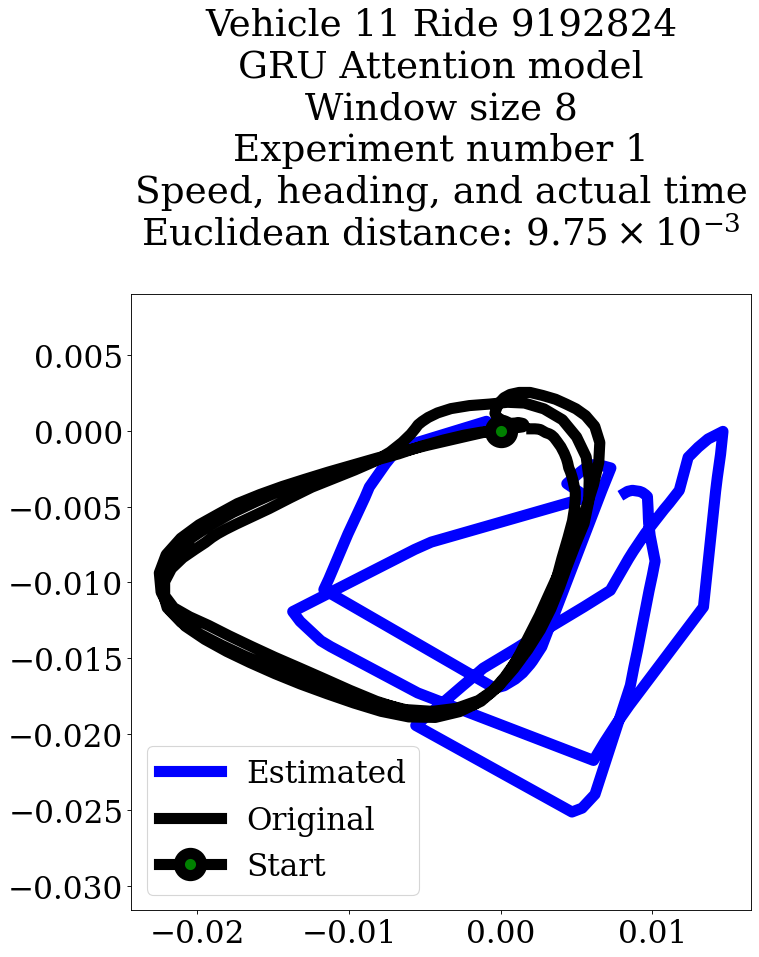 Vehicle 11 Ride 9192824
GRU Attention model
Window size 8
Experiment number 1
Speed, heading, and actual time
Euclidean distance: 9.75 × 10⁻³
0.005
0.000
−0.005
−0.010
−0.015
−0.020
−0.025
−0.030
Estimated
Original
Start
−0.02 −0.01 0.00 0.01